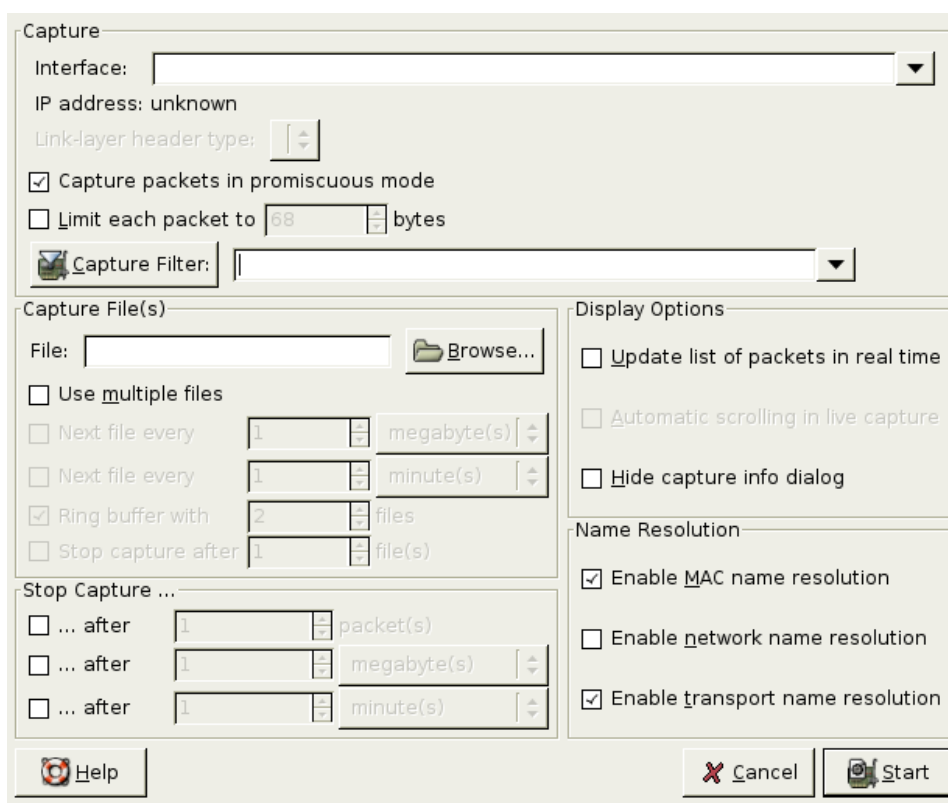 Capture
Interface:
IP address: unknown
Link-layer header type:
Capture packets in promiscuous mode
Limit each packet to 68 bytes
Capture Filter:
Capture File(s)
File: Browse...
Use multiple files
Next file every 1 megabyte(s)
Next file every 1 minute(s)
Ring buffer with 2 files
Stop capture after 1 file(s)
Stop Capture ...
... after 1 packet(s)
... after 1 megabyte(s)
... after 1 minute(s)
Display Options
Update list of packets in real time
Automatic scrolling in live capture
Hide capture info dialog
Name Resolution
Enable MAC name resolution
Enable network name resolution
Enable transport name resolution
Help
Cancel
Start